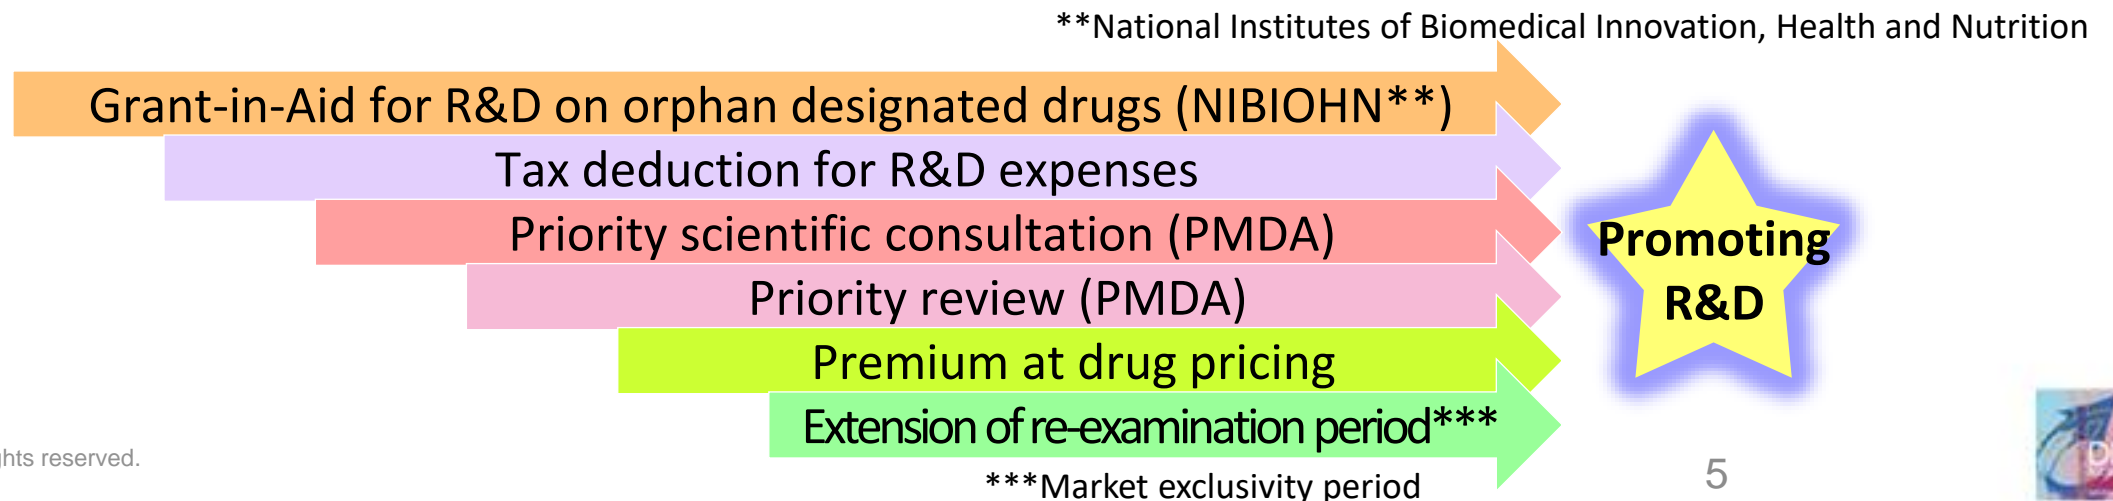 **National Institutes of Biomedical Innovation, Health and Nutrition
Grant-in-Aid for R&D on orphan designated drugs (NIBIOHN**)
Tax deduction for R&D expenses
Priority scientific consultation (PMDA)
Priority review (PMDA)
Premium at drug pricing
Extension of re-examination period***
***Market exclusivity period
Promoting
R&D
reserved.
5